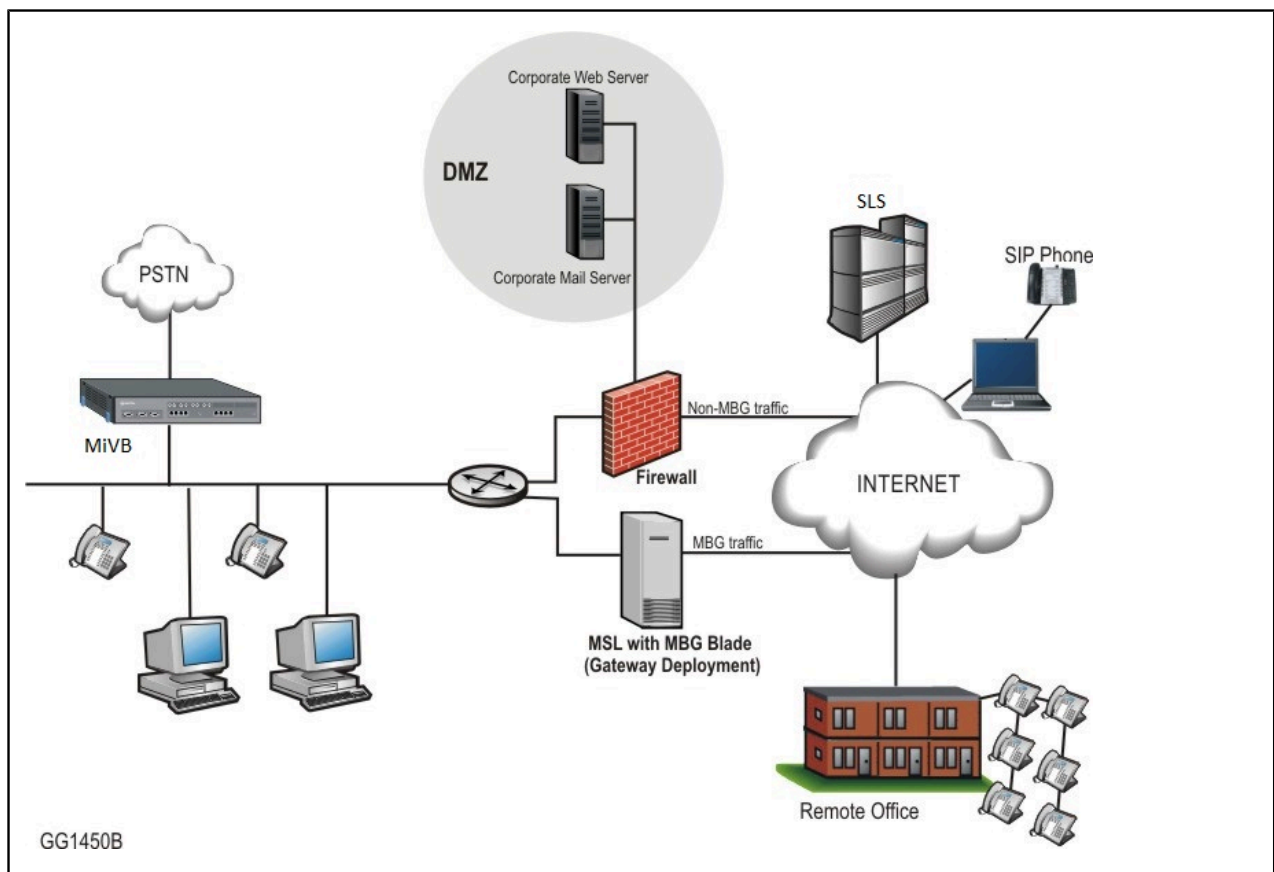 Corporate Web Server
DMZ
Corporate Mail Server
SLS
SIP Phone
PSTN
MiVB
Non-MBG traffic
Firewall
INTERNET
MBG traffic
MSL with MBG Blade
(Gateway Deployment)
Remote Office
GG1450B